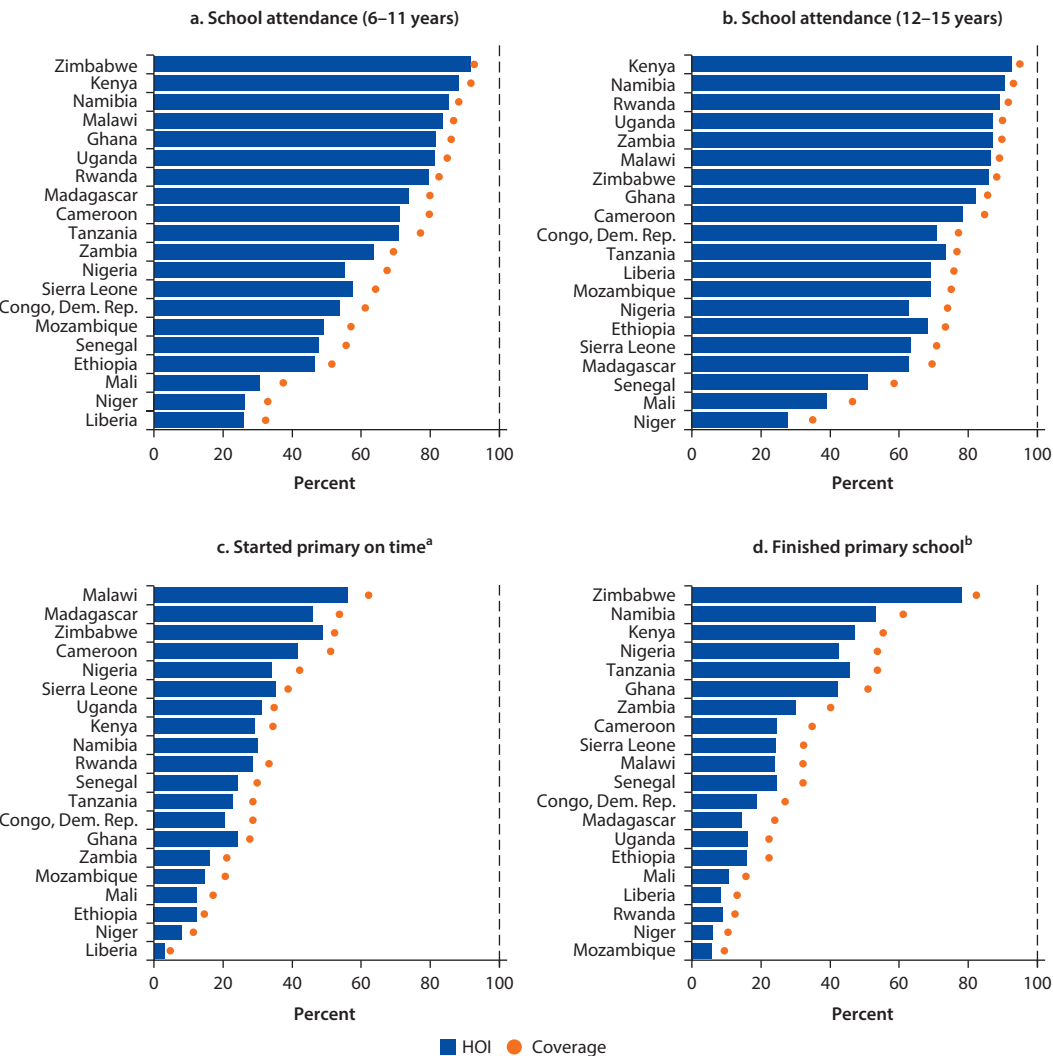 a. School attendance (6–11 years)
Zimbabwe
Kenya
Namibia
Malawi
Ghana
Uganda
Rwanda
Madagascar
Cameroon
Tanzania
Zambia
Nigeria
Sierra Leone
Congo, Dem. Rep.
Mozambique
Senegal
Ethiopia
Mali
Niger
Liberia
0 20 40 60 80 100
Percent
b. School attendance (12–15 years)
Kenya
Namibia
Rwanda
Uganda
Zambia
Malawi
Zimbabwe
Ghana
Cameroon
Congo, Dem. Rep.
Tanzania
Liberia
Mozambique
Nigeria
Ethiopia
Sierra Leone
Madagascar
Senegal
Mali
Niger
0 20 40 60 80 100
Percent
c. Started primary on timeᵃ
Malawi
Madagascar
Zimbabwe
Cameroon
Nigeria
Sierra Leone
Uganda
Kenya
Namibia
Rwanda
Senegal
Tanzania
Congo, Dem. Rep.
Ghana
Zambia
Mozambique
Mali
Ethiopia
Niger
Liberia
0 20 40 60 80 100
Percent
d. Finished primary schoolᵇ
Zimbabwe
Namibia
Kenya
Nigeria
Tanzania
Ghana
Zambia
Cameroon
Sierra Leone
Malawi
Senegal
Congo, Dem. Rep.
Madagascar
Uganda
Ethiopia
Mali
Liberia
Rwanda
Niger
Mozambique
0 20 40 60 80 100
Percent
HOI Coverage